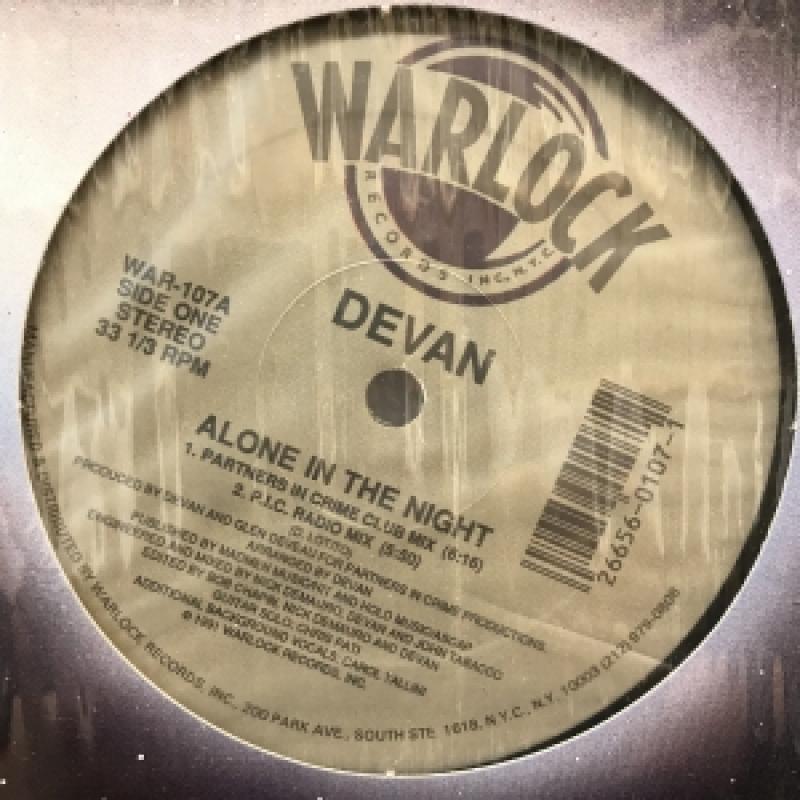 WARLOCK
RECORDS INC, N.Y.C.
WAR-107A
SIDE ONE
STEREO
33 1/3 RPM
DEVAN
ALONE IN THE NIGHT
1. PARTNERS IN CRIME CLUB MIX (6:16)
2. P.I.C. RADIO MIX (5:50)
(D. LOTITO)
PRODUCED BY DEVAN AND GLEN DEVEAU FOR PARTNERS IN CRIME PRODUCTIONS.
ARRANGED BY DEVAN
PUBLISHED BY MUSICNRT AND HOLD MUSIC/ASCAP
ENGINEERED AND MIXED BY NICK DEMAURO, DEVAN AND JOHN TABACCO
EDITED BY BOB CHAPIN, NICK DEMAURO AND DEVAN
GUITAR SOLO, CHRIS PATI
ADDITIONAL BACKGROUND VOCALS, CAROL TALLINI
℗ 1991 WARLOCK RECORDS, INC.
26656-0107-1
MANUFACTURED & DISTRIBUTED BY WARLOCK RECORDS, INC., 200 PARK AVE., SOUTH STE. 1618, N.Y.C., N.Y. 10003 (212) 979-0808